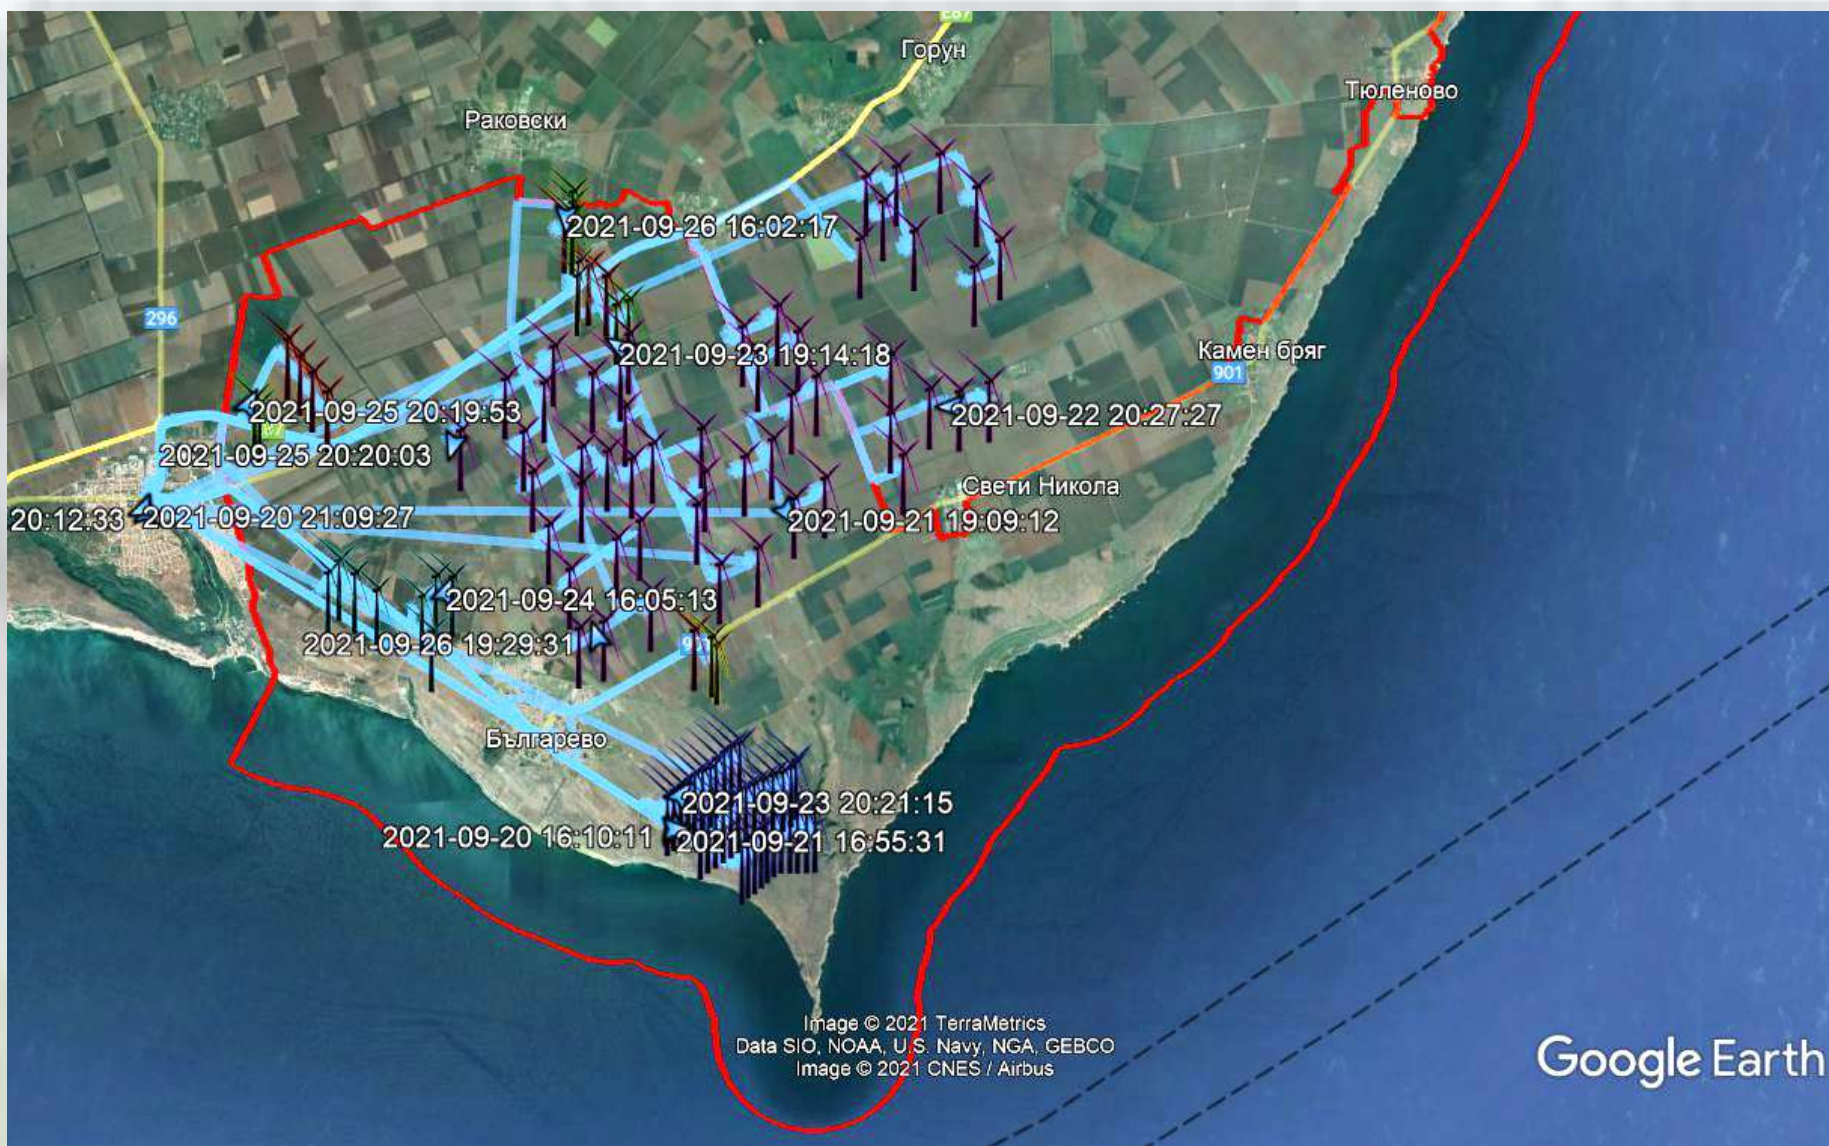 Горун
Тюленово
Раковски
2021-09-26 16:02:17
296
2021-09-23 19:14:18
Камен бряг
901
2021-09-25 20:19:53
2021-09-22 20:27:27
2021-09-25 20:20:03
Свети Никола
20:12:33
2021-09-20 21:09:27
2021-09-21 19:09:12
2021-09-24 16:05:13
2021-09-26 19:29:31
Българево
2021-09-23 20:21:15
2021-09-20 16:10:11
2021-09-21 16:55:31
Image © 2021 TerraMetrics
Data SIO, NOAA, U.S. Navy, NGA, GEBCO
Image © 2021 CNES / Airbus
Google Earth